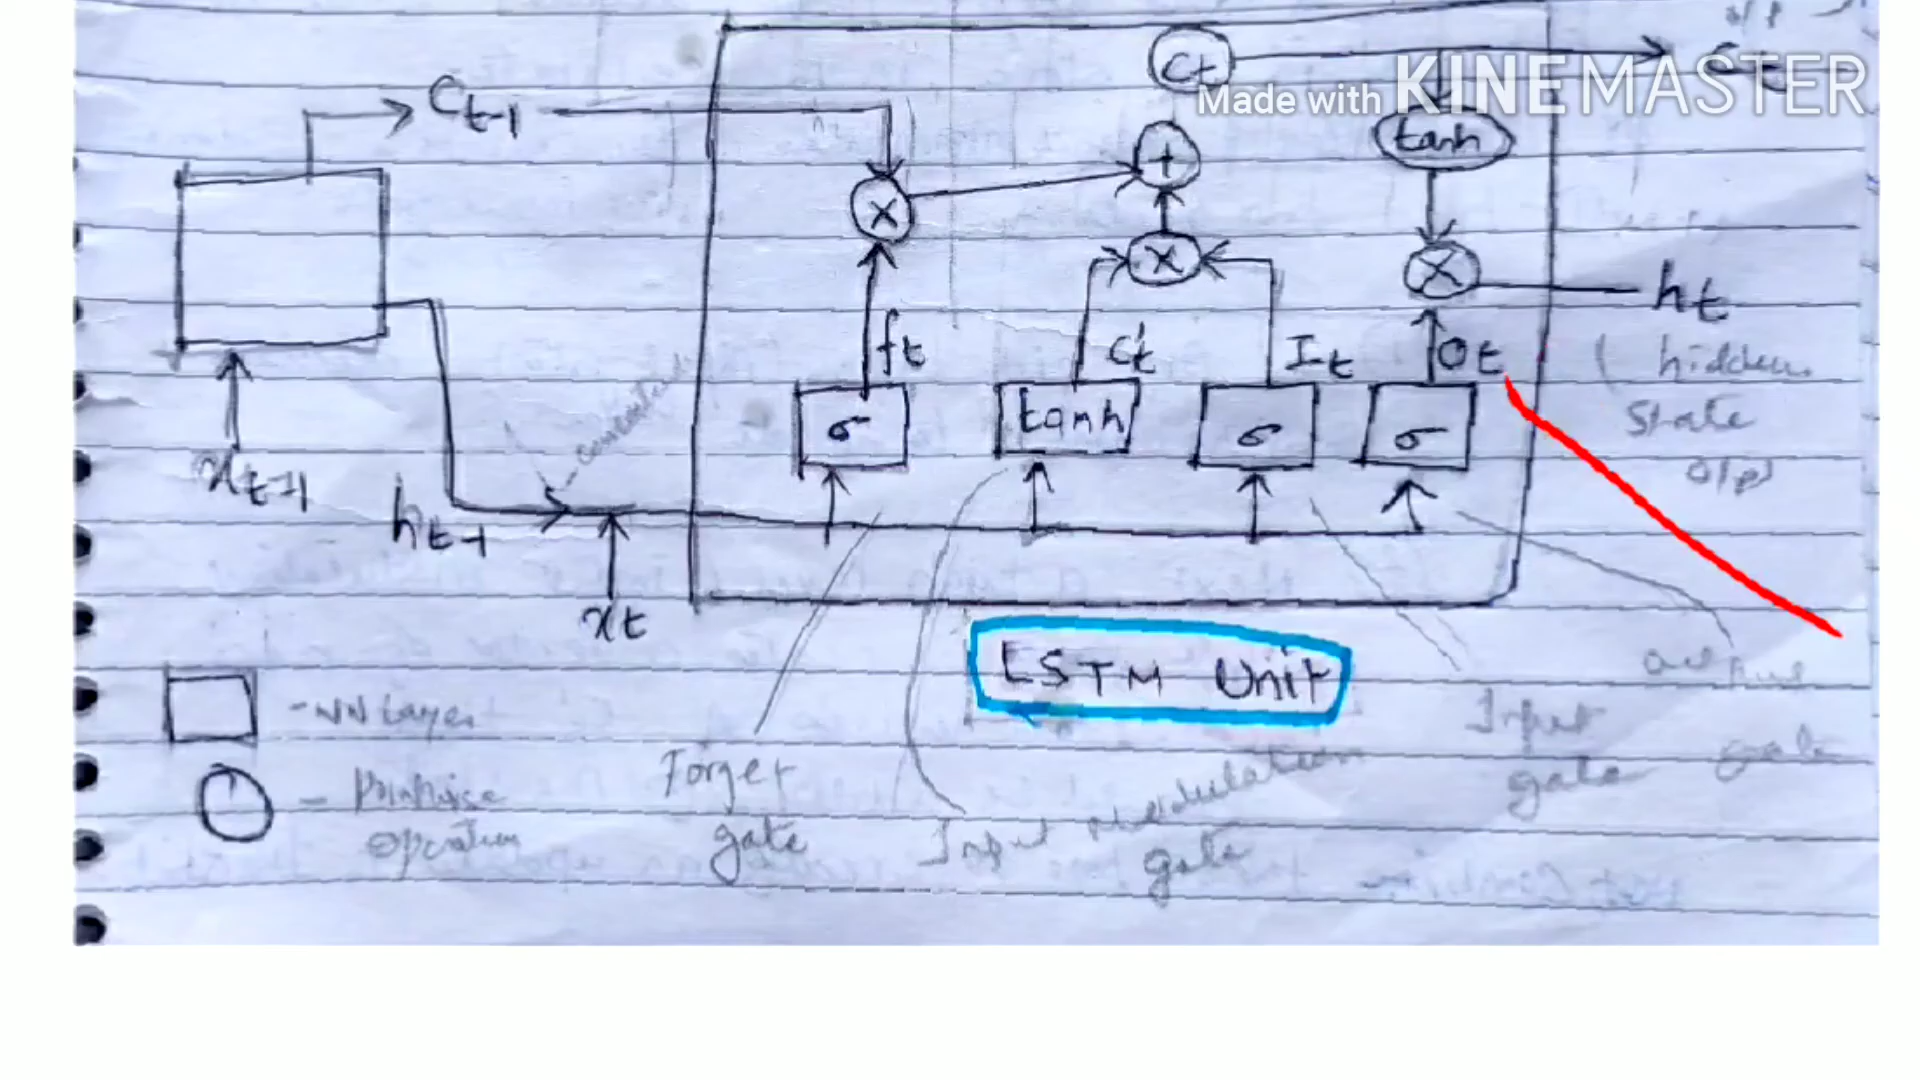 o/p
Ct
Made with KINEMASTER
Ct-1
tanh
+
x
x
x
ht
ft
C't
It
Ot
(hidden
State
o/p)
σ
tanh
σ
σ
xt-1
ht-1
xt
LSTM Unit
- NN Layer
Forget
gate
Input Modulation
gate
Input
gate
output
gate
- Pointwise
operation